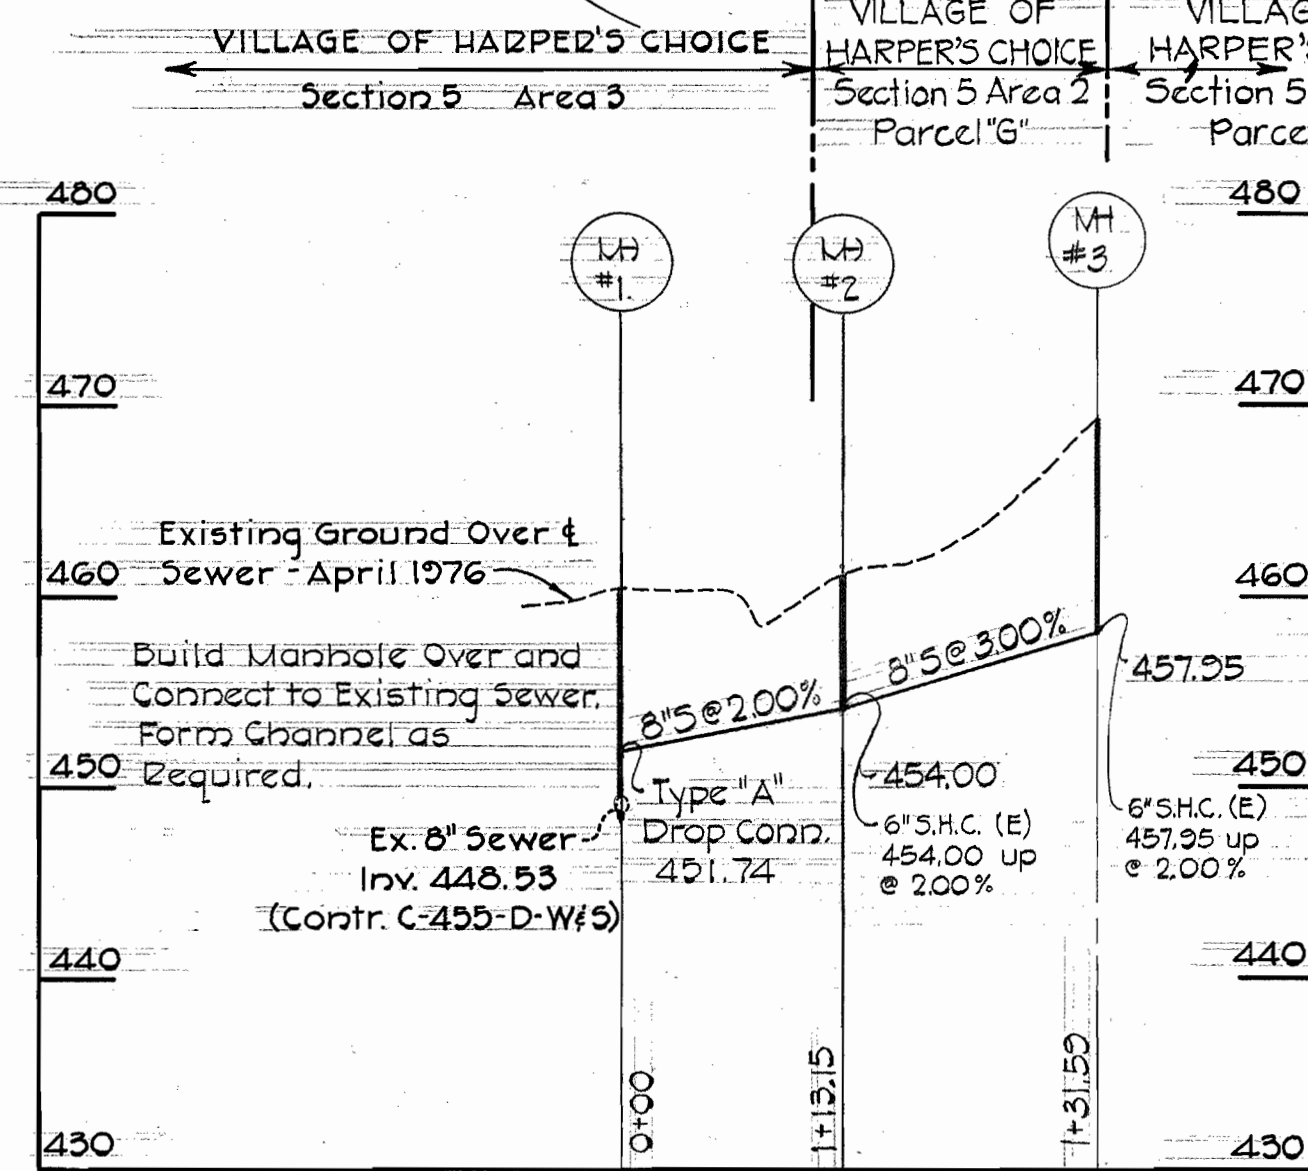 VILLAGE OF HARPER'S CHOICE
Section 5 Area 3
VILLAGE OF
HARPER'S CHOICE
Section 5 Area 2
Parcel "G"
HARPER'S
Section 5
480
480
MH
#1.
MH
#2
MH
#3
470
470
Existing Ground Over ℄
Sewer - April 1976
460
460
Build Manhole Over and
Connect to Existing Sewer.
Form Channel as
Required.
8"S @ 2.00%
8"S @ 3.00%
457.95
450
450
Type "A"
Drop Conn.
451.74
454.00
6" S.H.C. (E)
454.00 up
@ 2.00%
6" S.H.C. (E)
457.95 up
@ 2.00%
Ex. 8" Sewer
Inv. 448.53
(Contr. C-455-D-W&S)
440
440
0+00
1+13.15
1+31.59
430
430